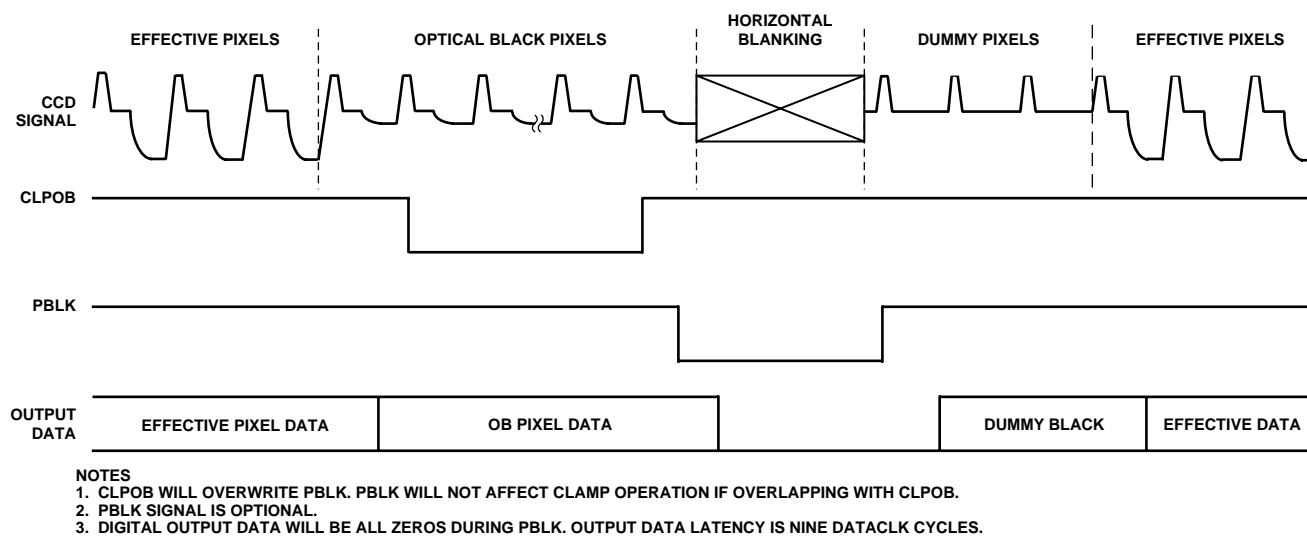 EFFECTIVE PIXELS
OPTICAL BLACK PIXELS
HORIZONTAL
BLANKING
DUMMY PIXELS
EFFECTIVE PIXELS
CCD
SIGNAL
CLPOB
PBLK
OUTPUT
DATA
EFFECTIVE PIXEL DATA
OB PIXEL DATA
DUMMY BLACK
EFFECTIVE DATA
NOTES
1. CLPOB WILL OVERWRITE PBLK. PBLK WILL NOT AFFECT CLAMP OPERATION IF OVERLAPPING WITH CLPOB.
2. PBLK SIGNAL IS OPTIONAL.
3. DIGITAL OUTPUT DATA WILL BE ALL ZEROS DURING PBLK. OUTPUT DATA LATENCY IS NINE DATACLK CYCLES.